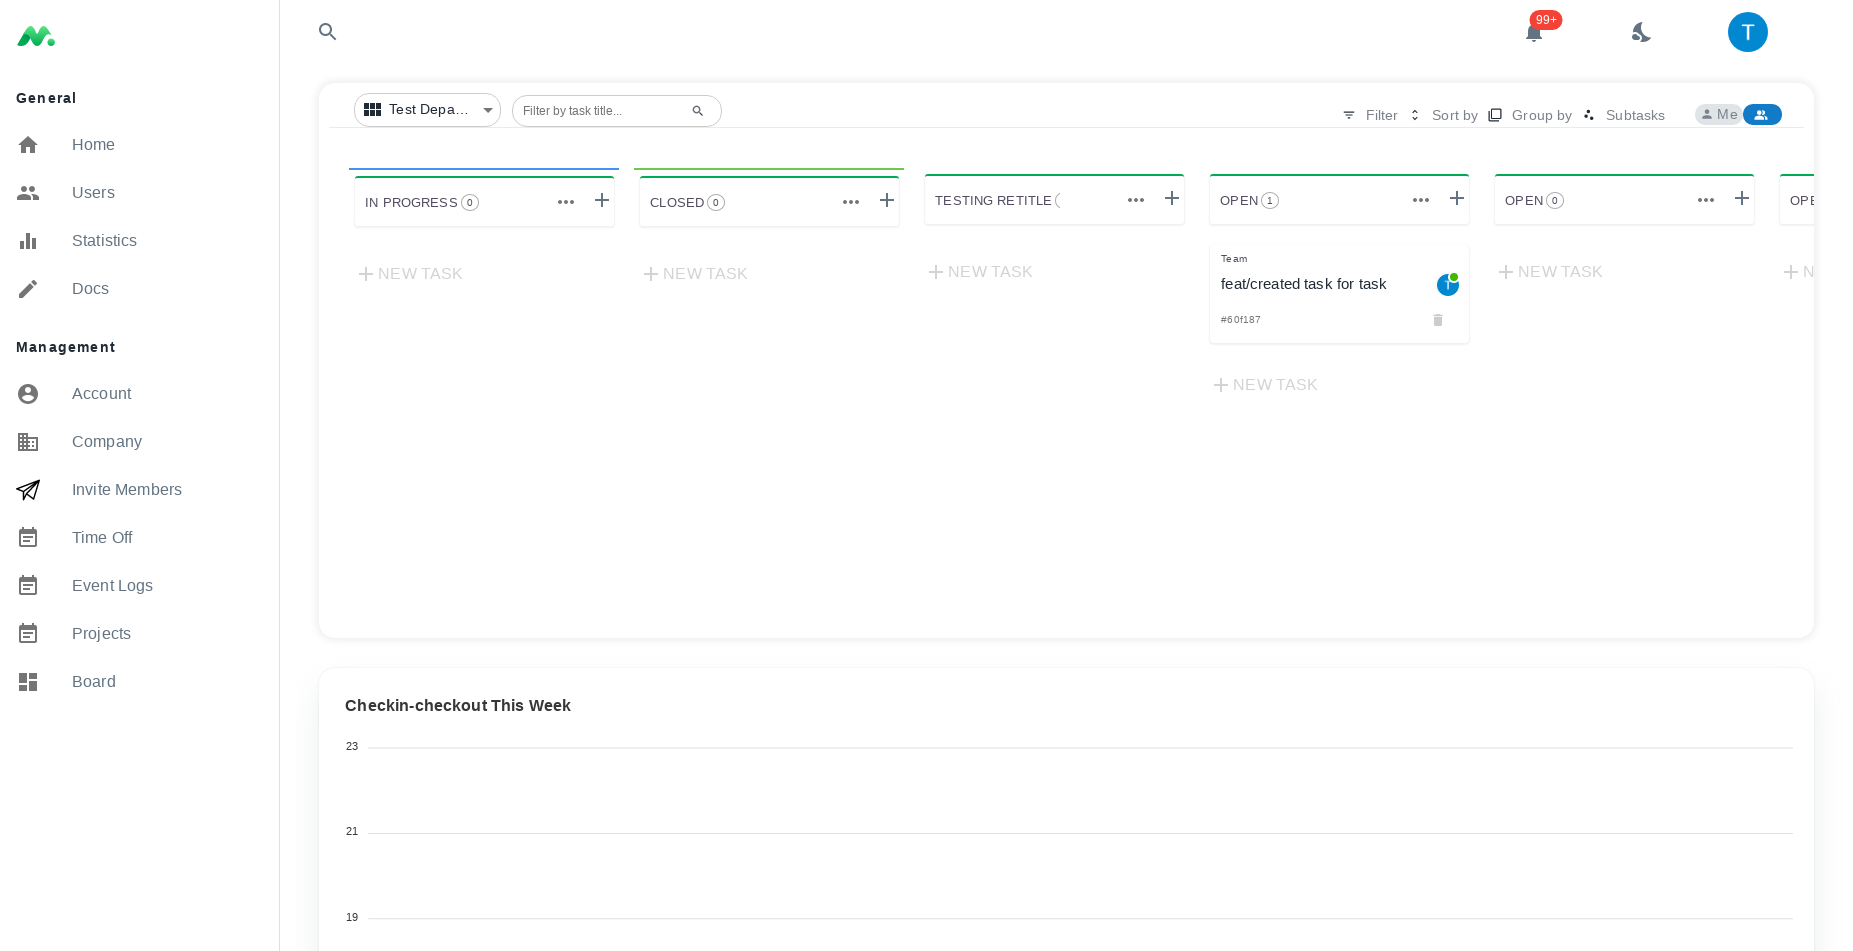 General
Home
Users
Statistics
Docs
Management
Account
Company
Invite Members
Time Off
Event Logs
Projects
Board
99+
T
Test Depa...
Filter by task title...
Filter
Sort by
Group by
Subtasks
Me
IN PROGRESS 0
NEW TASK
CLOSED 0
NEW TASK
TESTING RETITLE
NEW TASK
OPEN 1
Team
feat/created task for task
T
#60f187
NEW TASK
OPEN 0
NEW TASK
OPE
N
Checkin-checkout This Week
23
21
19